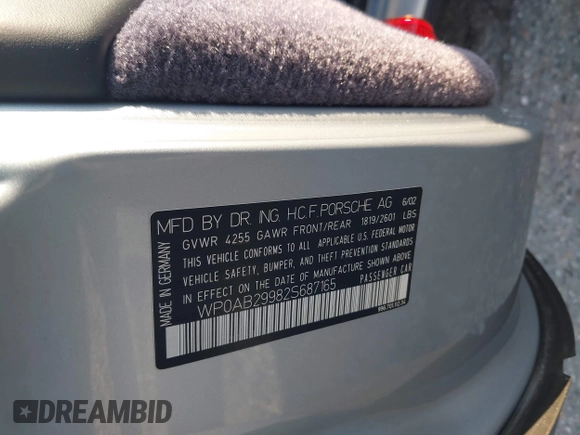 MFD BY DR. ING. H.C.F. PORSCHE AG 6/02
GVWR 4255 GAWR FRONT/REAR 1819/2601 LBS
THIS VEHICLE CONFORMS TO ALL APPLICABLE U.S. FEDERAL MOTOR
VEHICLE SAFETY, BUMPER, AND THEFT PREVENTION STANDARDS
IN EFFECT ON THE DATE OF MANUFACTURE SHOWN ABOVE.
WP0AB29982S687165 PASSENGER CAR
MADE IN GERMANY
DREAMBID